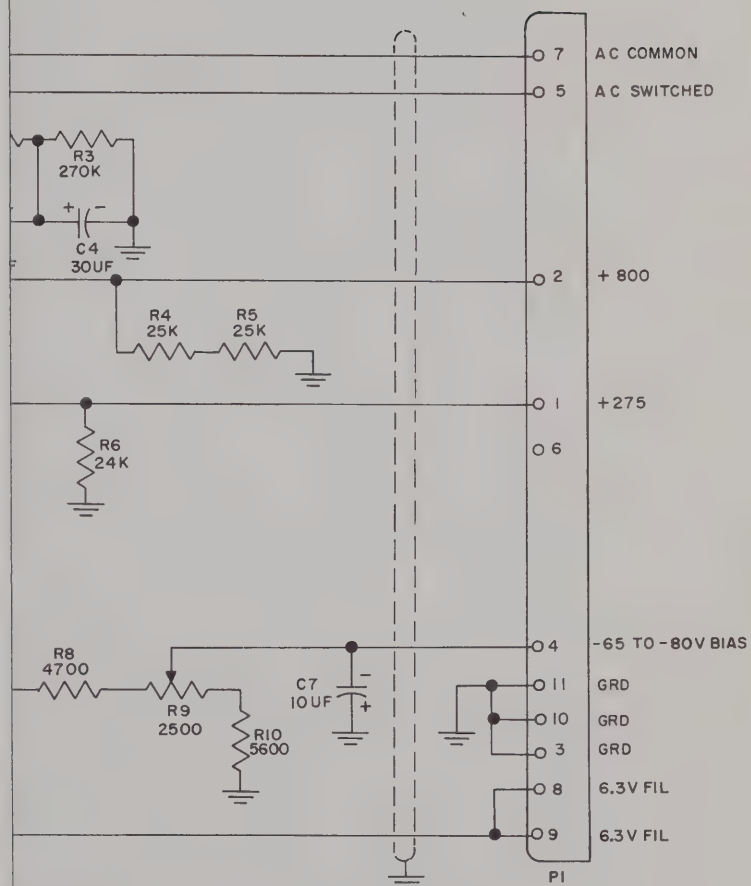 7 AC COMMON
5 AC SWITCHED
R3
270K
+ -
C4
30UF
2 +800
R4
25K
R5
25K
1 +275
R6
24K
6
4 -65 TO -80V BIAS
R8
4700
R9
2500
C7
10UF
-
+
R10
5600
11 GRD
10 GRD
3 GRD
8 6.3V FIL
9 6.3V FIL
P1